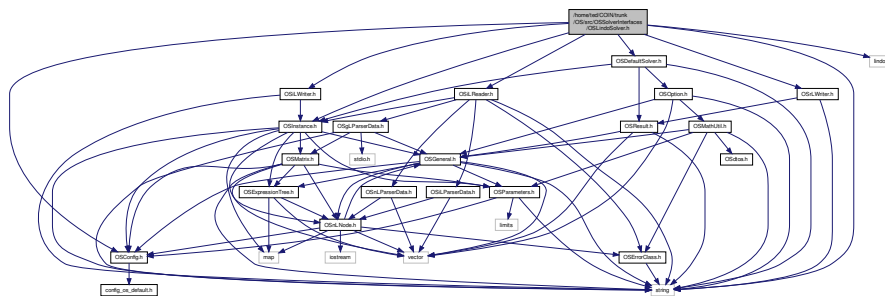 /home/ted/COIN/trunk
/OS/src/OSSolverInterfaces
/OSLindoSolver.h
OSDefaultSolver.h
lindo
OSiLWriter.h
OSiLReader.h
OSOption.h
OSrLWriter.h
OSInstance.h
OSgLParserData.h
OSResult.h
OSMathUtil.h
OSMatrix.h
stdio.h
OSGeneral.h
OSdtoa.h
OSExpressionTree.h
OSnLParserData.h
OSiLParserData.h
OSParameters.h
OSnLNode.h
limits
OSConfig.h
map
iostream
vector
OSErrorClass.h
config_os_default.h
string